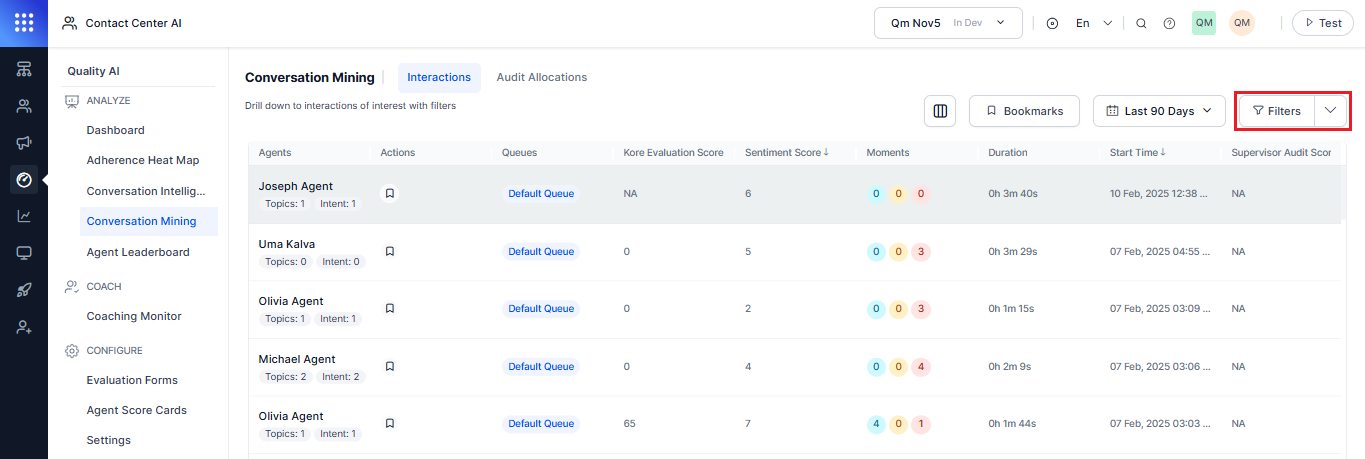 Contact Center AI
Qm Nov5 In Dev
En
QM
QM
Test
Quality AI
ANALYZE
Dashboard
Adherence Heat Map
Conversation Intellig...
Conversation Mining
Agent Leaderboard
COACH
Coaching Monitor
CONFIGURE
Evaluation Forms
Agent Score Cards
Settings
Conversation Mining
Interactions
Audit Allocations
Drill down to interactions of interest with filters
Bookmarks
Last 90 Days
Filters
Agents Actions Queues Kore Evaluation Score Sentiment Score↓ Moments Duration Start Time↓ Supervisor Audit Scor
Joseph Agent
Topics: 1 Intent: 1
Default Queue NA 6 0 0 0 0h 3m 40s 10 Feb, 2025 12:38 ... NA
Uma Kalva
Topics: 0 Intent: 0
Default Queue 0 5 0 0 3 0h 3m 29s 07 Feb, 2025 04:55 ... NA
Olivia Agent
Topics: 1 Intent: 1
Default Queue 0 2 0 0 3 0h 1m 15s 07 Feb, 2025 03:09 ... NA
Michael Agent
Topics: 2 Intent: 2
Default Queue 0 4 0 0 4 0h 2m 9s 07 Feb, 2025 03:06 ... NA
Olivia Agent
Topics: 1 Intent: 1
Default Queue 65 7 4 0 1 0h 1m 44s 07 Feb, 2025 03:03 ... NA